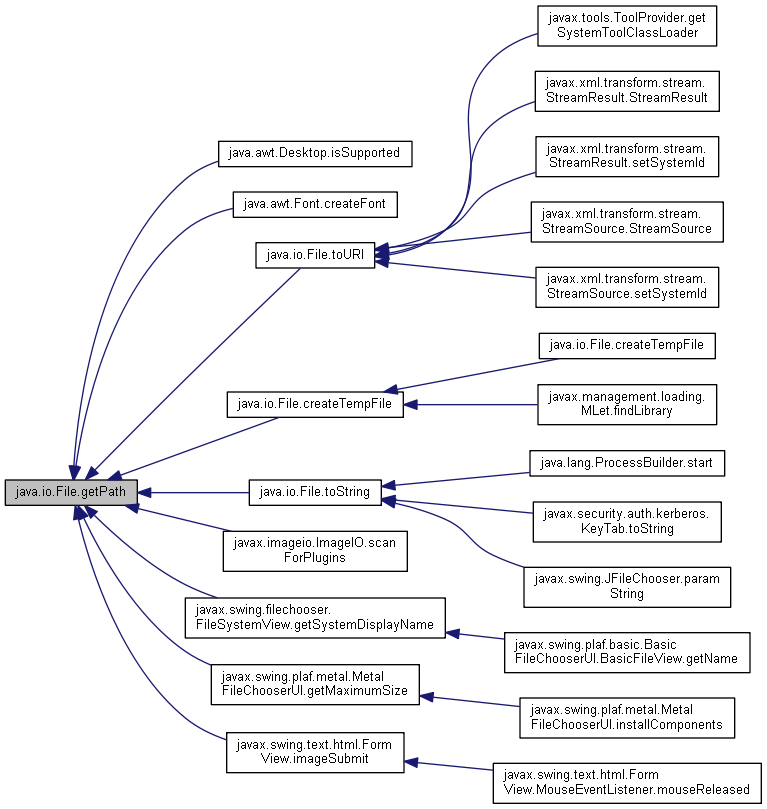 javax.tools.ToolProvider.get
SystemToolClassLoader
javax.xml.transform.stream.
StreamResult.StreamResult
javax.xml.transform.stream.
StreamResult.setSystemId
java.awt.Desktop.isSupported
java.awt.Font.createFont
javax.xml.transform.stream.
StreamSource.StreamSource
java.io.File.toURI
javax.xml.transform.stream.
StreamSource.setSystemId
java.io.File.createTempFile
java.io.File.createTempFile
javax.management.loading.
MLet.findLibrary
java.lang.ProcessBuilder.start
java.io.File.getPath
java.io.File.toString
javax.security.auth.kerberos.
KeyTab.toString
javax.imageio.ImageIO.scan
ForPlugins
javax.swing.JFileChooser.param
String
javax.swing.filechooser.
FileSystemView.getSystemDisplayName
javax.swing.plaf.basic.Basic
FileChooserUI.BasicFileView.getName
javax.swing.plaf.metal.Metal
FileChooserUI.getMaximumSize
javax.swing.plaf.metal.Metal
FileChooserUI.installComponents
javax.swing.text.html.Form
View.imageSubmit
javax.swing.text.html.Form
View.MouseEventListener.mouseReleased